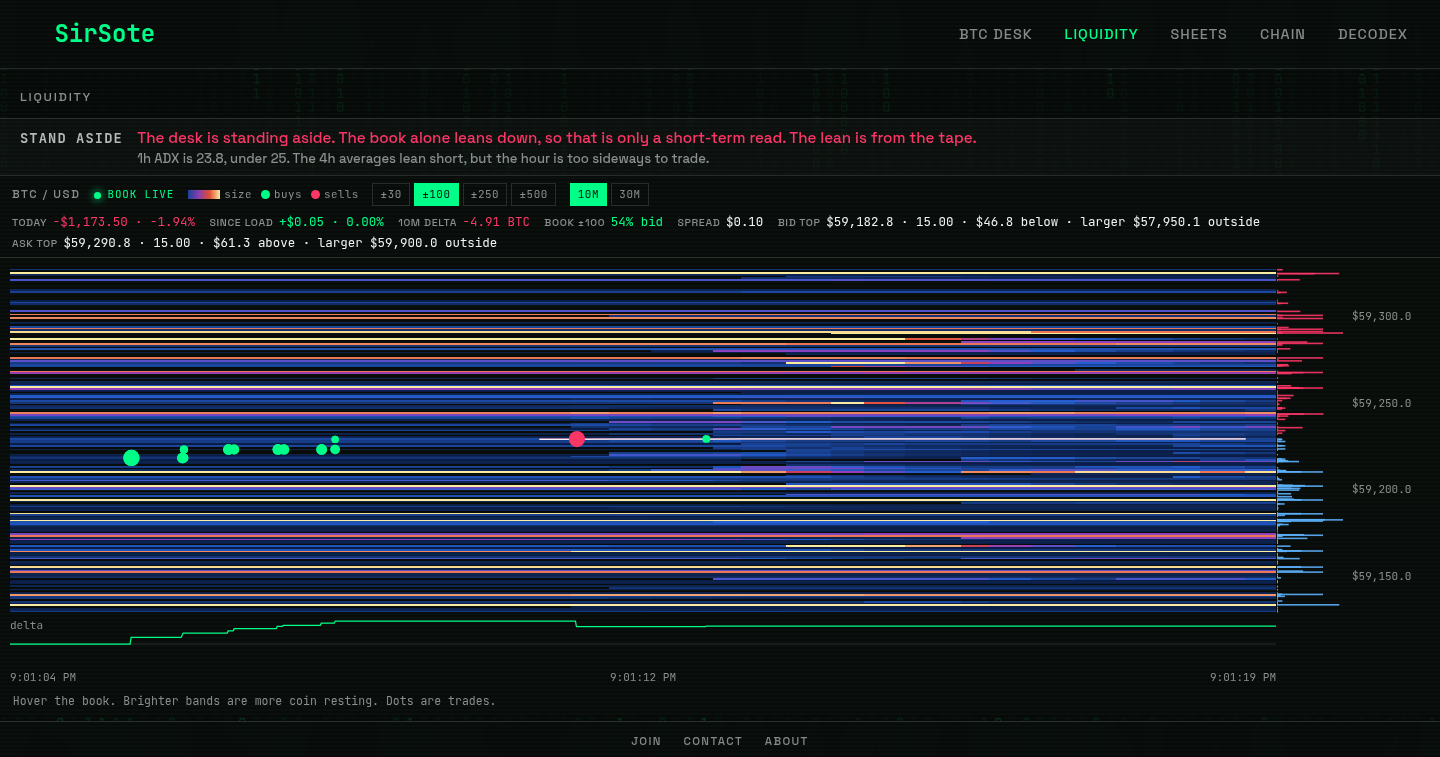 SirSote
BTC DESK LIQUIDITY SHEETS CHAIN DECODEX
LIQUIDITY
STAND ASIDE The desk is standing aside. The book alone leans down, so that is only a short-term read. The lean is from the tape.
1h ADX is 23.8, under 25. The 4h averages lean short, but the hour is too sideways to trade.
BTC / USD BOOK LIVE size buys sells ±30 ±100 ±250 ±500 10M 30M
TODAY -$1,173.50 · -1.94% SINCE LOAD +$0.05 · 0.00% 10M DELTA -4.91 BTC BOOK ±100 54% bid SPREAD $0.10 BID TOP $59,182.8 · 15.00 · $46.8 below · larger $57,950.1 outside
ASK TOP $59,290.8 · 15.00 · $61.3 above · larger $59,900.0 outside
$59,300.0
$59,250.0
$59,200.0
$59,150.0
delta
9:01:04 PM 9:01:12 PM 9:01:19 PM
Hover the book. Brighter bands are more coin resting. Dots are trades.
JOIN CONTACT ABOUT